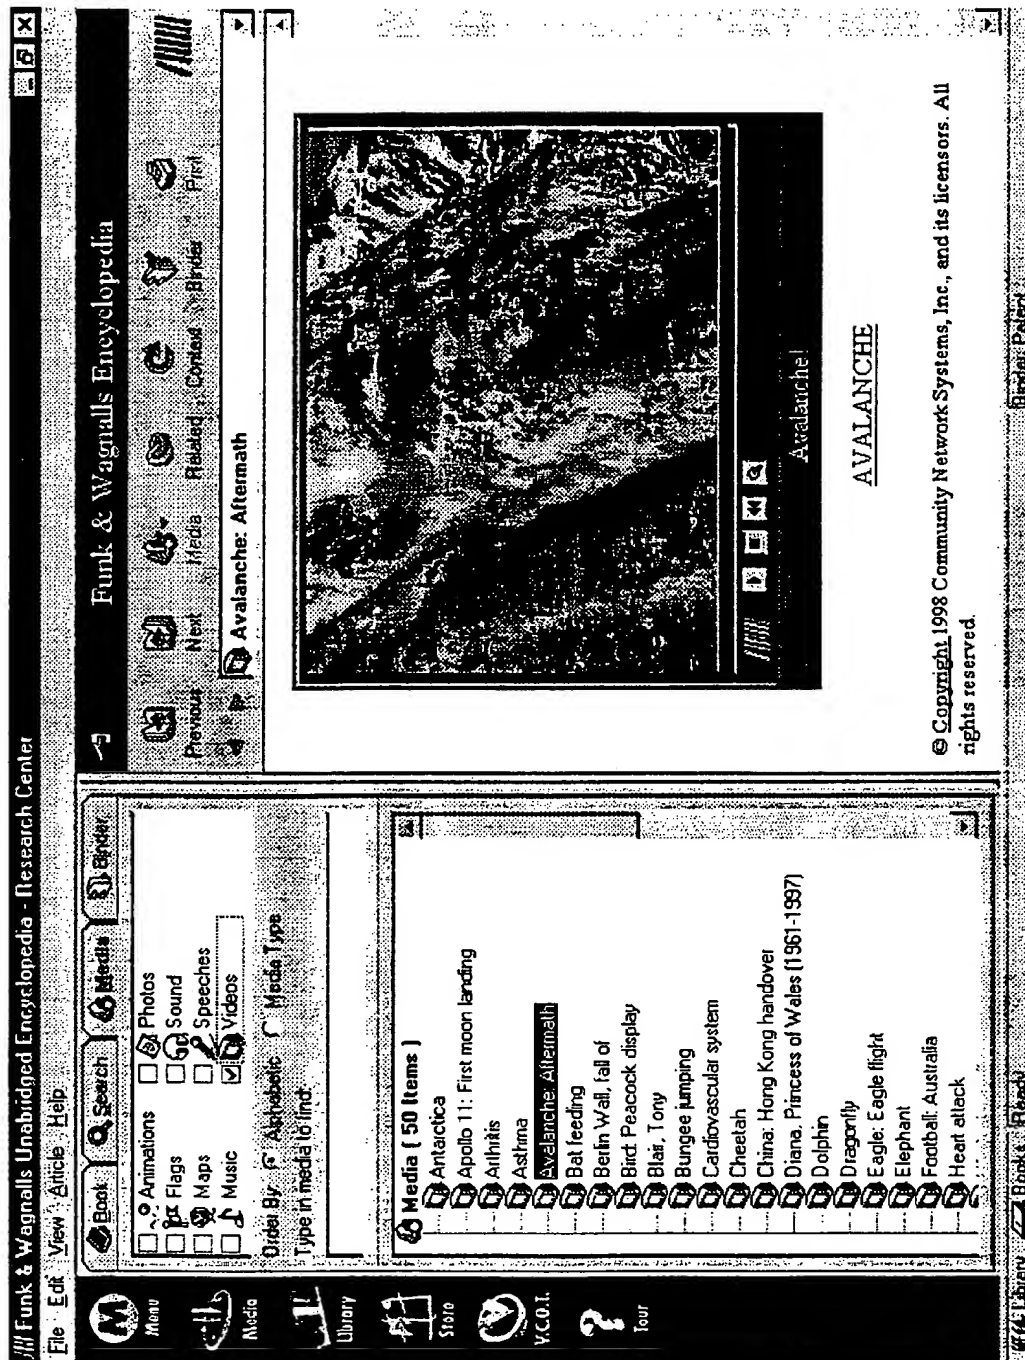 Funk & Wagnalls Unabridged Encyclopedia - Research Center
File Edit View Article Help
Menu
Media
Library
Store
V.C.O.T.
Tour
Book Search Media Binder
Animations Photos
Flags Sound
Maps Speeches
Music Videos
Order By: Alphabetic Media Type
Type in media to find:
Media ( 50 Items )
Antarctica
Apollo 11: First moon landing
Arthritis
Asthma
Avalanche: Aftermath
Bat feeding
Berlin Wall, fall of
Bird: Peacock display
Blair, Tony
Bungee jumping
Cardiovascular system
Cheetah
China: Hong Kong handover
Diana, Princess of Wales (1961-1997)
Dolphin
Dragonfly
Eagle: Eagle flight
Elephant
Football: Australia
Heart attack
Funk & Wagnalls Encyclopedia
Previous Next Media Related Context Binder Print
Avalanche: Aftermath
Avalanche!
AVALANCHE
© Copyright 1998 Community Network Systems, Inc., and its licensors. All
rights reserved.
Library Books Ready